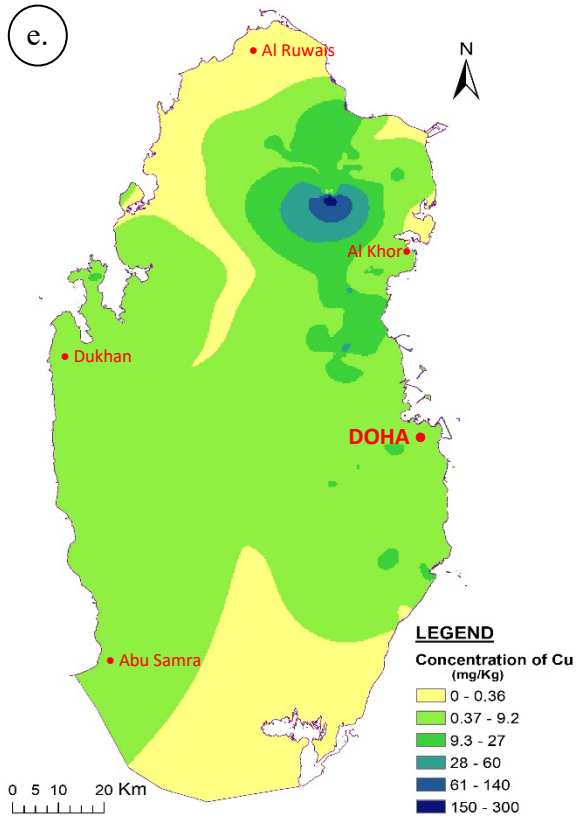 e.
Al Ruwais
N
Al Khor
Dukhan
DOHA
Abu Samra
LEGEND
Concentration of Cu
(mg/Kg)
0 - 0.36
0.37 - 9.2
9.3 - 27
28 - 60
61 - 140
150 - 300
0 5 10 20 Km